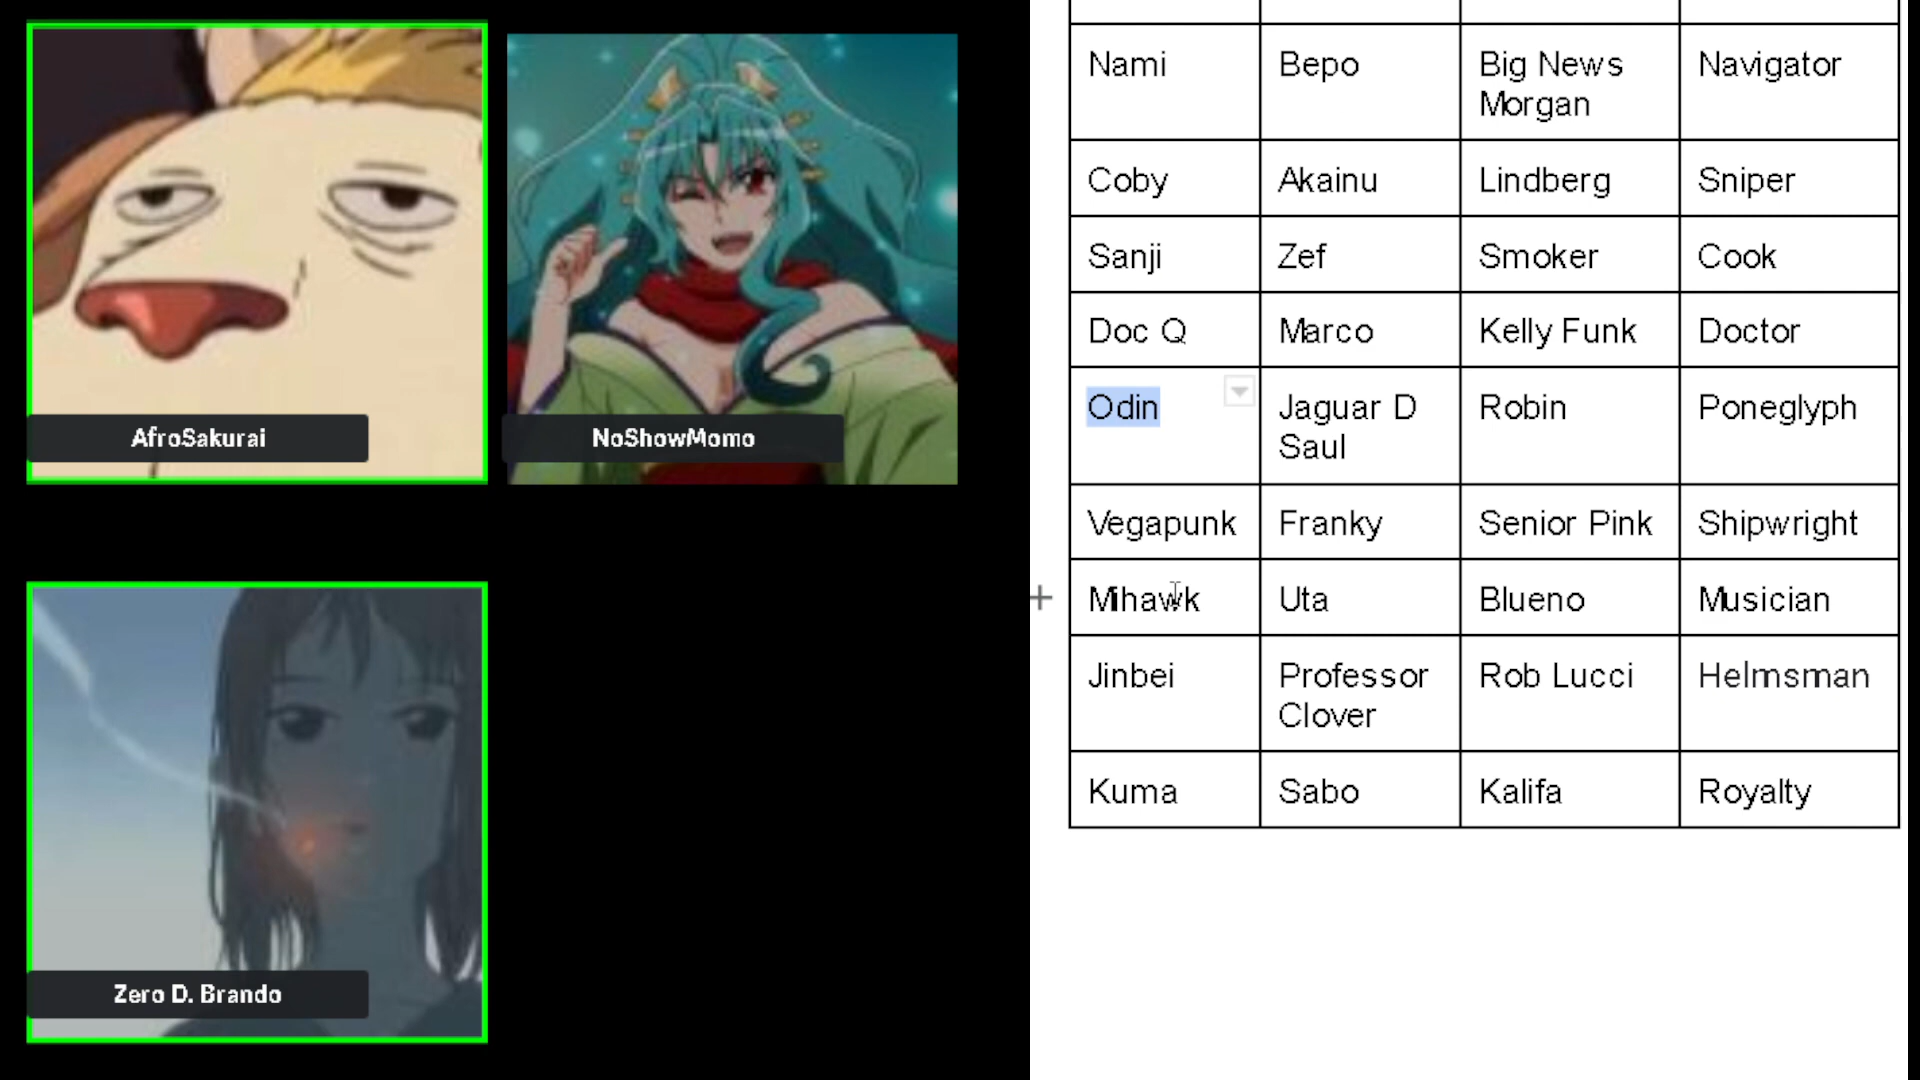 AfroSakurai
NoShowMomo
Zero D. Brando
Nami
Bepo
Big News
Morgan
Navigator
Coby
Akainu
Lindberg
Sniper
Sanji
Zef
Smoker
Cook
Doc Q
Marco
Kelly Funk
Doctor
Odin
Jaguar D
Saul
Robin
Poneglyph
Vegapunk
Franky
Senior Pink
Shipwright
Mihawk
Uta
Blueno
Musician
Jinbei
Professor
Clover
Rob Lucci
Helmsman
Kuma
Sabo
Kalifa
Royalty